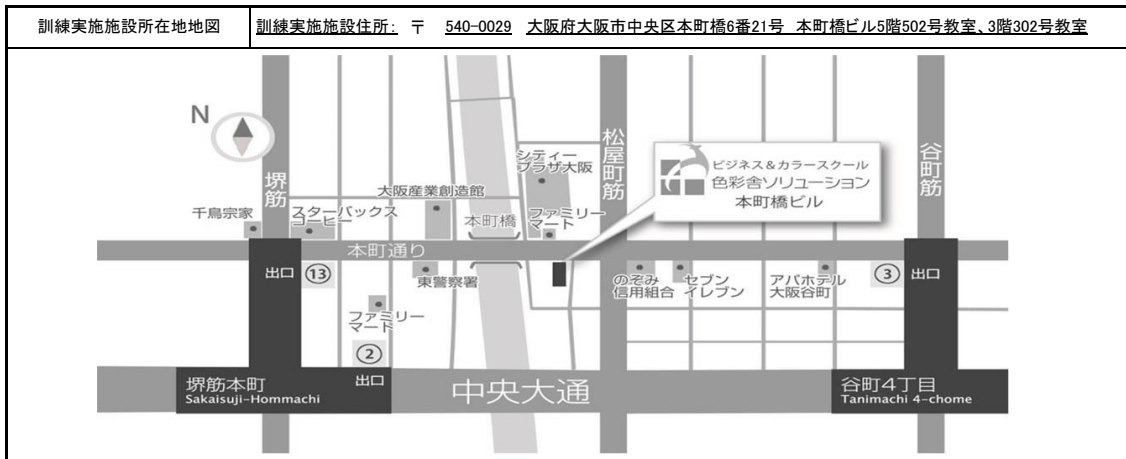 訓練実施施設所在地地図
訓練実施施設住所: 〒 540-0029 大阪府大阪市中央区本町橋6番21号 本町橋ビル5階502号教室、3階302号教室
N
堺筋
松屋町筋
谷町筋
シティー
プラザ大阪
ビジネス&カラースクール
色彩舎ソリューション
本町橋ビル
大阪産業創造館
千鳥宗家
スターバックス
コーヒー
本町橋
ファミリー
マート
本町通り
出口
13
東警察署
のぞみ
信用組合
セブン
イレブン
アパホテル
大阪谷町
3
出口
ファミリー
マート
2
出口
堺筋本町
Sakaisuji-Hommachi
中央大通
谷町4丁目
Tanimachi 4-chome